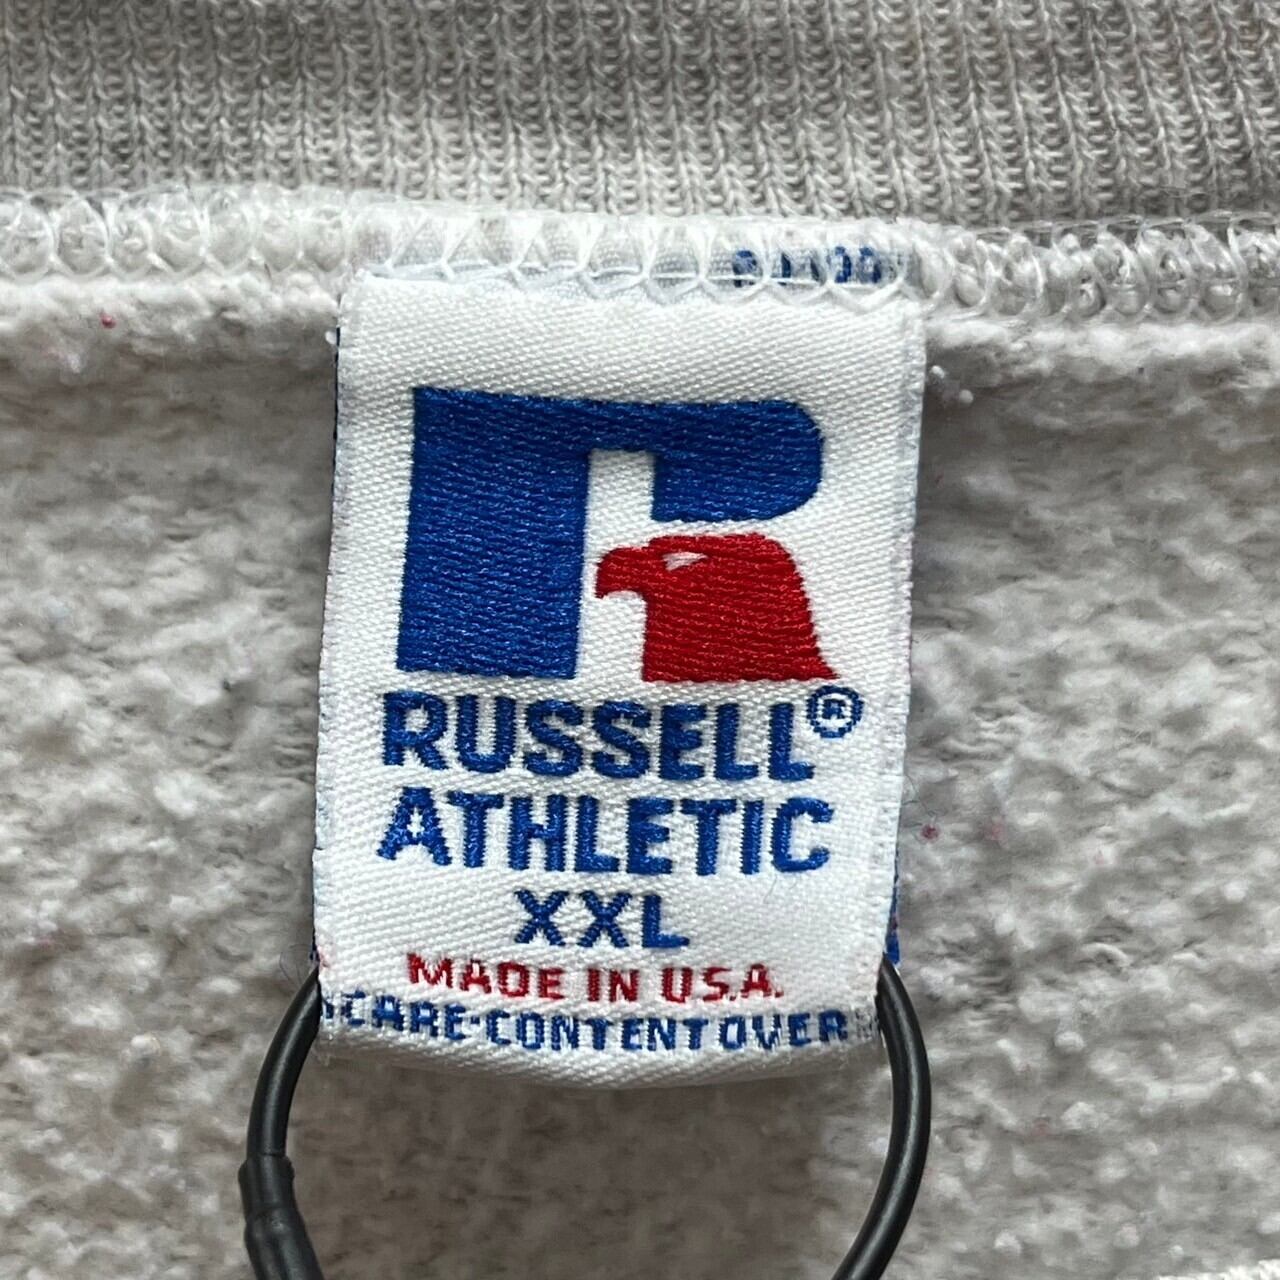 RUSSELL®
ATHLETIC
XXL
MADE IN U.S.A.
CARE·CONTENT OVER